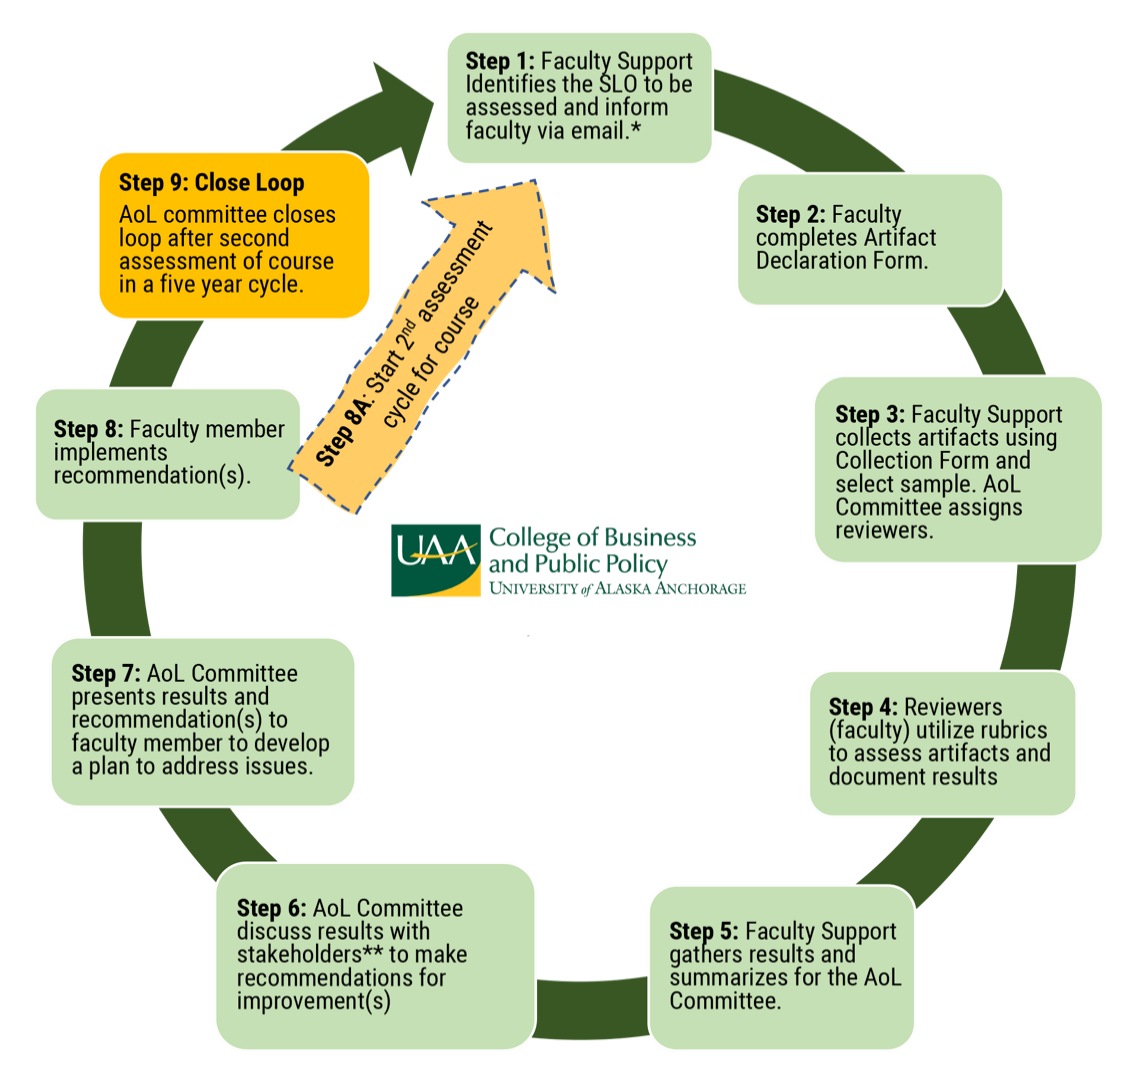 Step 1: Faculty Support
Identifies the SLO to be
assessed and inform
faculty via email.*
Step 2: Faculty
completes Artifact
Declaration Form.
Step 3: Faculty Support
collects artifacts using
Collection Form and
select sample. AoL
Committee assigns
reviewers.
Step 4: Reviewers
(faculty) utilize rubrics
to assess artifacts and
document results
Step 5: Faculty Support
gathers results and
summarizes for the AoL
Committee.
Step 6: AoL Committee
discuss results with
stakeholders** to make
recommendations for
improvement(s)
Step 7: AoL Committee
presents results and
recommendation(s) to
faculty member to develop
a plan to address issues.
Step 8: Faculty member
implements
recommendation(s).
Step 8A: Start 2nd assessment
cycle for course
Step 9: Close Loop
AoL committee closes
loop after second
assessment of course
in a five year cycle.
UAA
College of Business
and Public Policy
UNIVERSITY of ALASKA ANCHORAGE